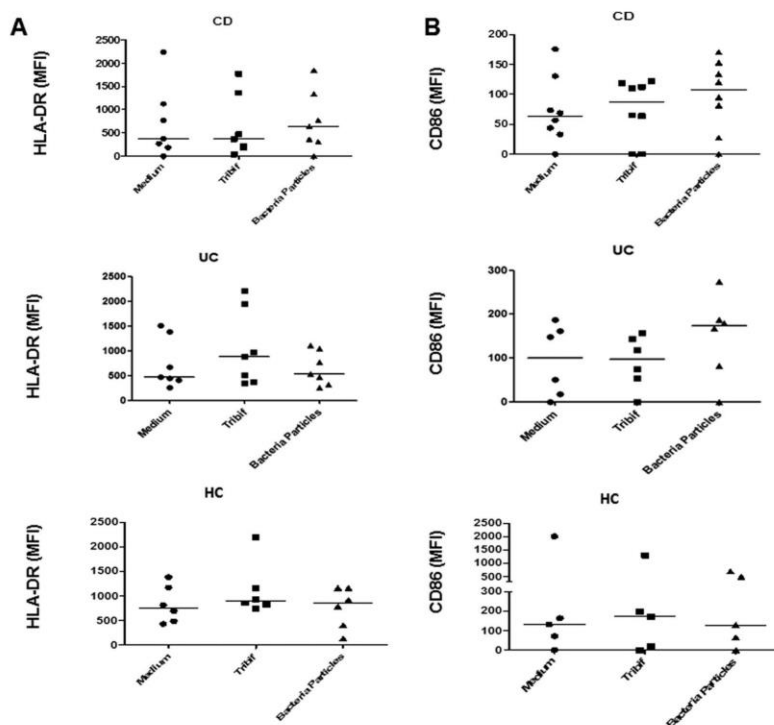 A
CD
HLA-DR (MFI)
2500
2000
1500
1000
500
0
Medium
Tribif
Bacteria Particles
UC
HLA-DR (MFI)
2500
2000
1500
1000
500
0
Medium
Tribif
Bacteria Particles
HC
HLA-DR (MFI)
2500
2000
1500
1000
500
0
Medium
Tribif
Bacteria Particles
B
CD
CD86 (MFI)
200
150
100
50
0
Medium
Tribif
Bacteria Particles
UC
CD86 (MFI)
300
200
100
0
Medium
Tribif
Bacteria Particles
HC
CD86 (MFI)
2500
2000
1500
1000
500
200
100
0
Medium
Tribif
Bacteria Particles